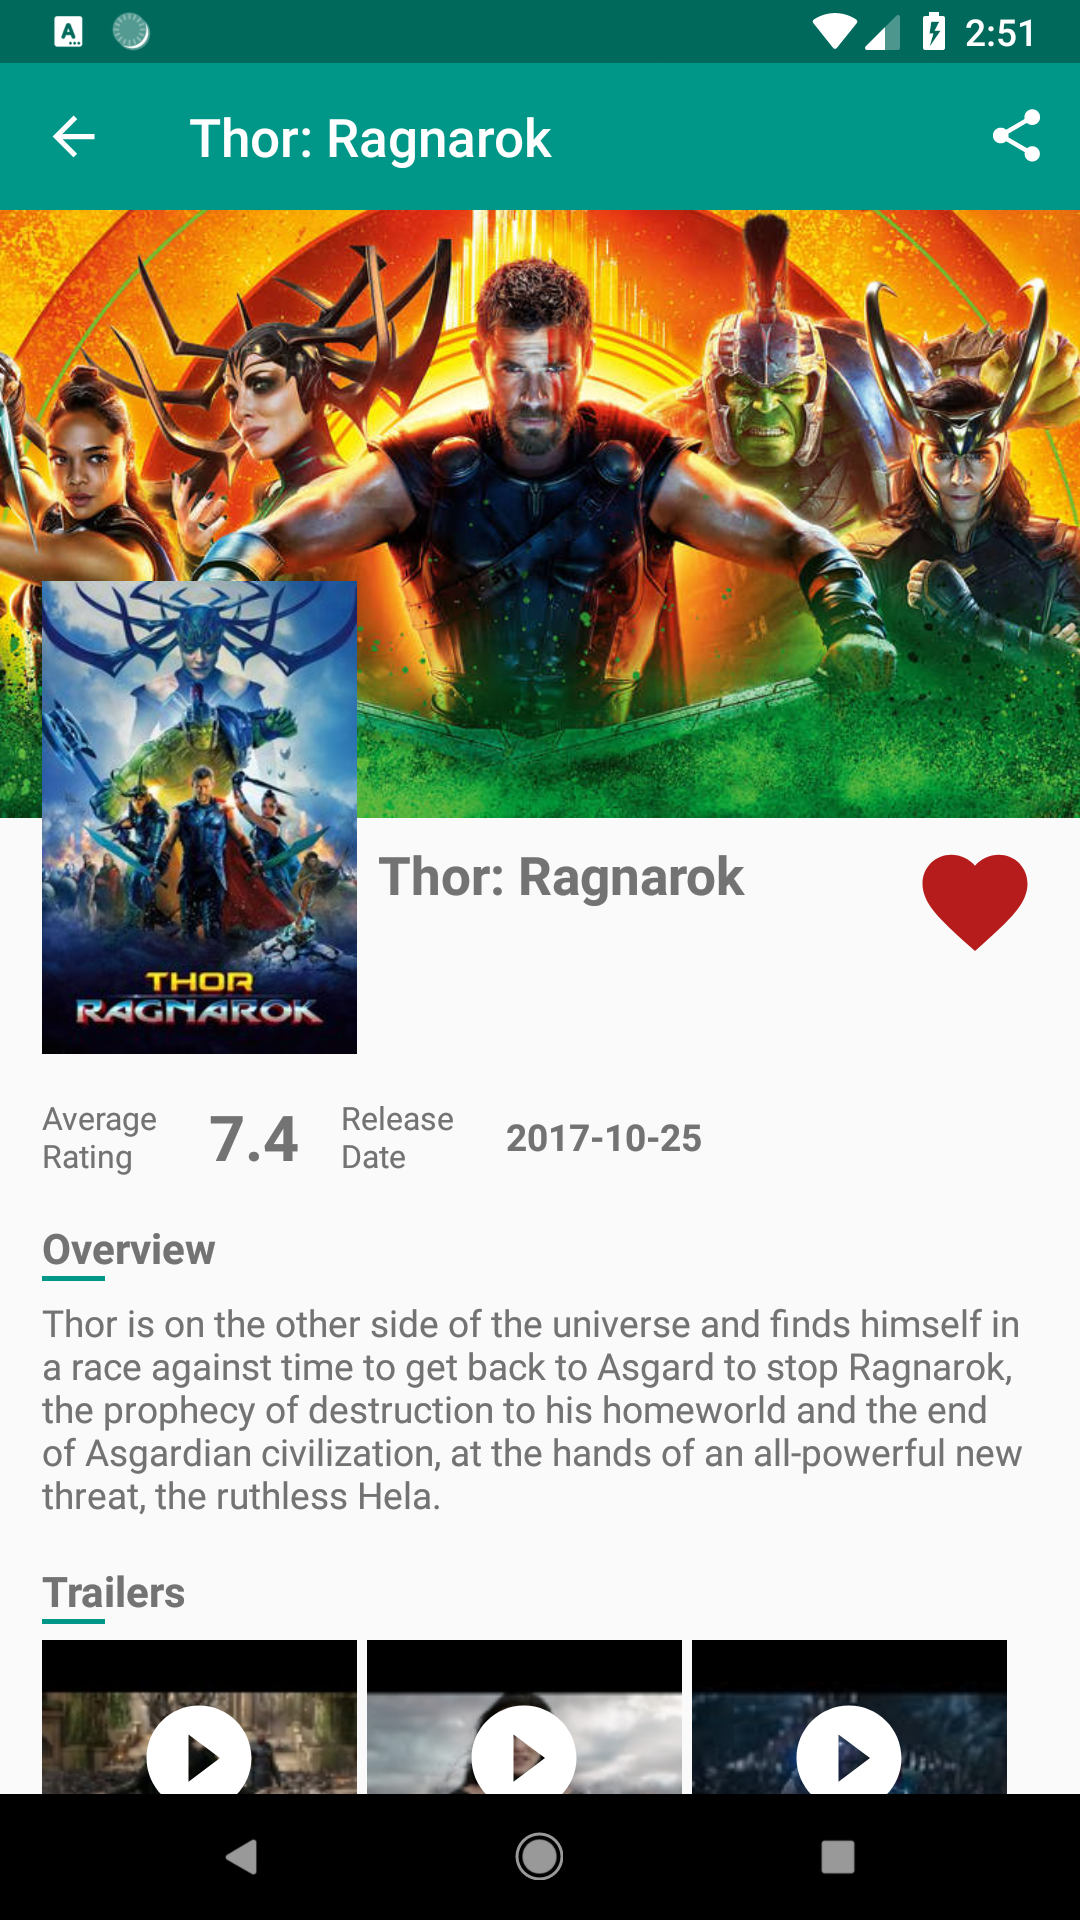 A
2:51
Thor: Ragnarok
Thor: Ragnarok
THOR
RAGNAROK
Average
Rating
7.4
Release
Date
2017-10-25
Overview
Thor is on the other side of the universe and finds himself in
a race against time to get back to Asgard to stop Ragnarok,
the prophecy of destruction to his homeworld and the end
of Asgardian civilization, at the hands of an all-powerful new
threat, the ruthless Hela.
Trailers